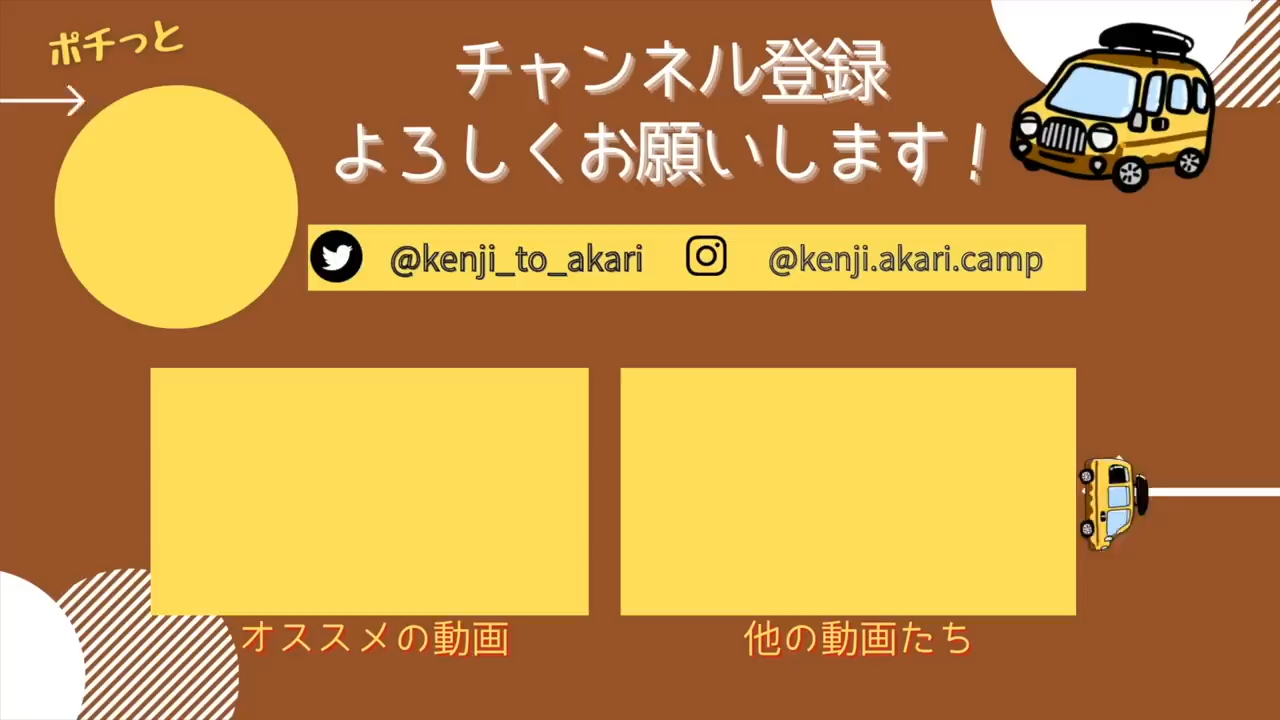 ポチっと
チャンネル登録
よろしくお願いします！
@kenji_to_akari @kenji.akari.camp
オススメの動画
他の動画たち